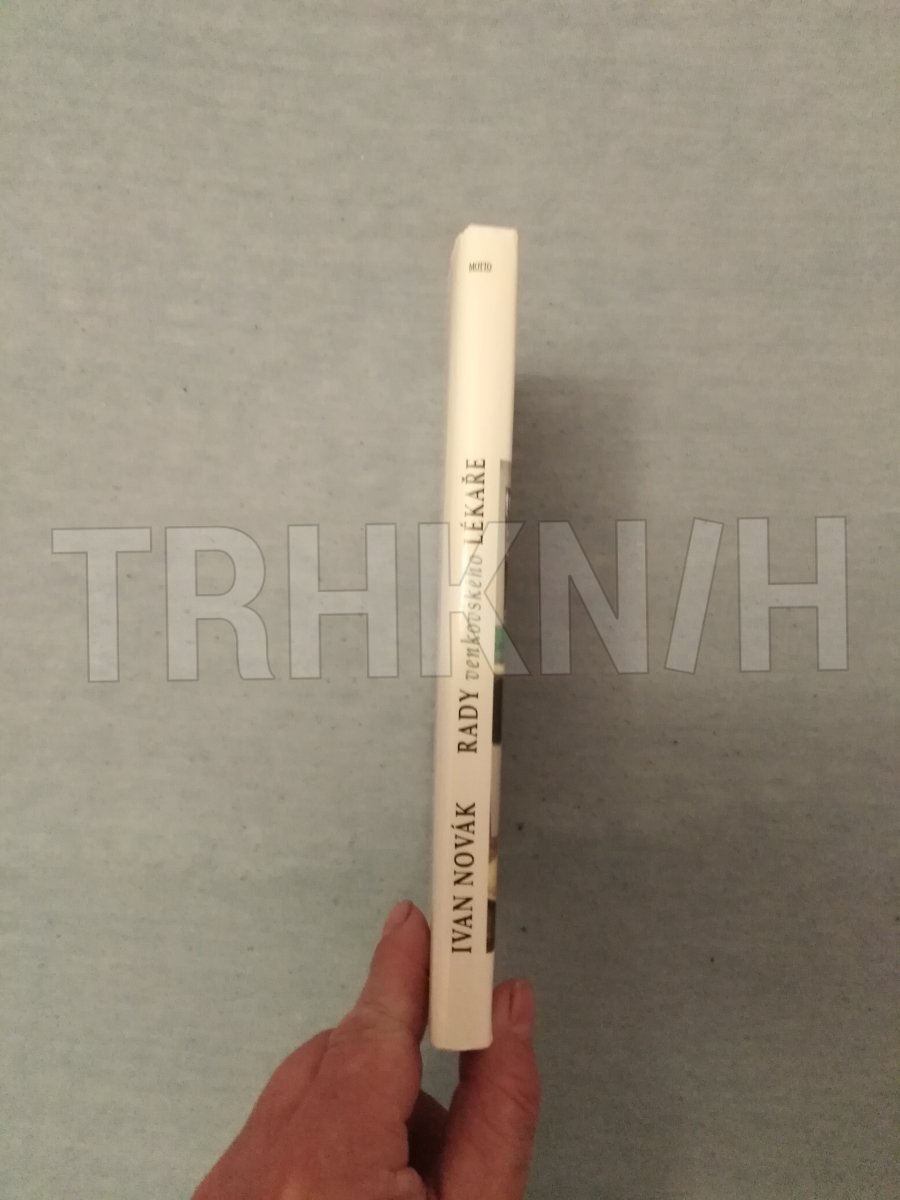 MOTTO
IVAN NOVÁK RADY venkovského LÉKAŘE
TRHKNIH